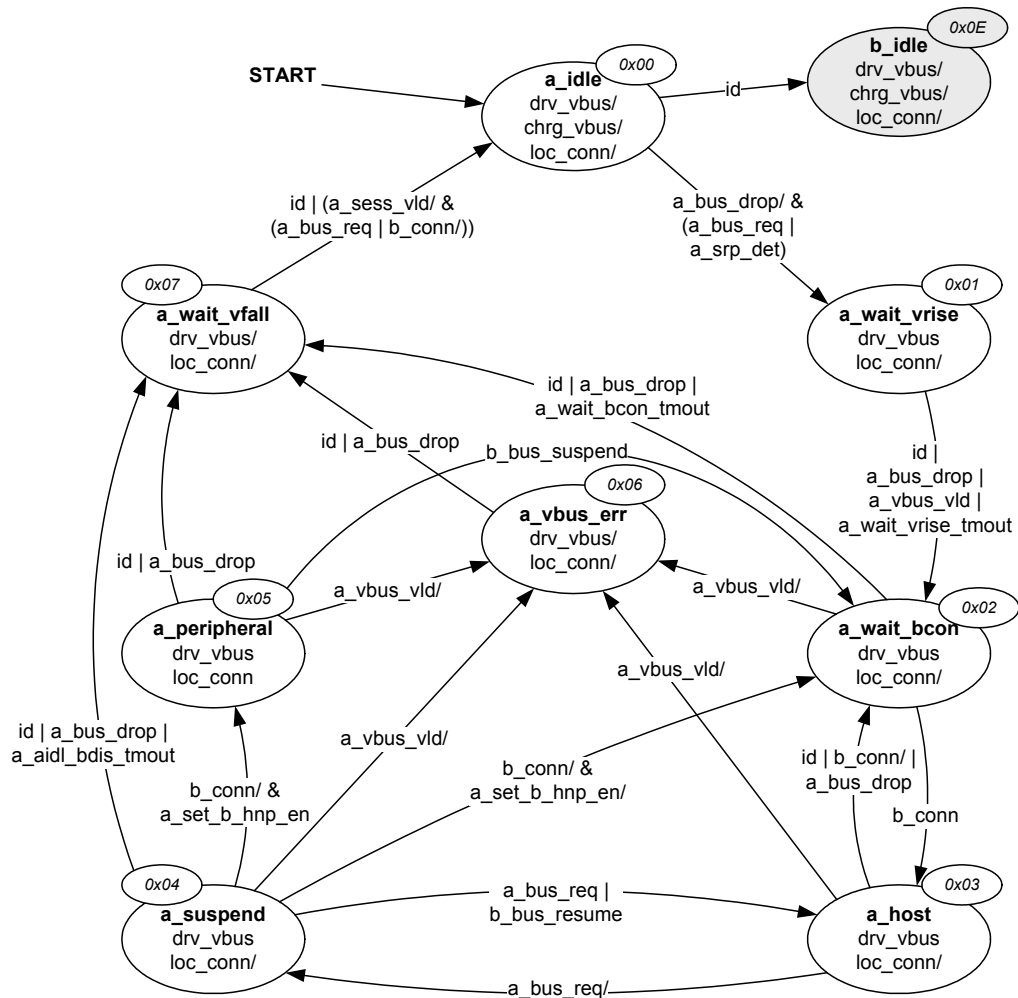 0x0E
b_idle
drv_vbus/
chrg_vbus/
loc_conn/
START
0x00
a_idle
drv_vbus/
chrg_vbus/
loc_conn/
id
id | (a_sess_vld/ &
(a_bus_req | b_conn/))
a_bus_drop/ &
(a_bus_req |
a_srp_det)
0x07
a_wait_vfall
drv_vbus/
loc_conn/
0x01
a_wait_vrise
drv_vbus
loc_conn/
id | a_bus_drop |
a_wait_bcon_tmout
id | a_bus_drop
b_bus_suspend
id |
a_bus_drop |
a_vbus_vld |
a_wait_vrise_tmout
0x06
a_vbus_err
drv_vbus/
loc_conn/
id | a_bus_drop
0x05
a_peripheral
drv_vbus
loc_conn
a_vbus_vld/
a_vbus_vld/
0x02
a_wait_bcon
drv_vbus
loc_conn/
a_vbus_vld/
id | a_bus_drop |
a_aidl_bdis_tmout
a_vbus_vld/
id | b_conn/ |
a_bus_drop
b_conn/ &
a_set_b_hnp_en
b_conn/ &
a_set_b_hnp_en/
b_conn
0x04
a_suspend
drv_vbus
loc_conn/
a_bus_req |
b_bus_resume
0x03
a_host
drv_vbus
loc_conn/
a_bus_req/